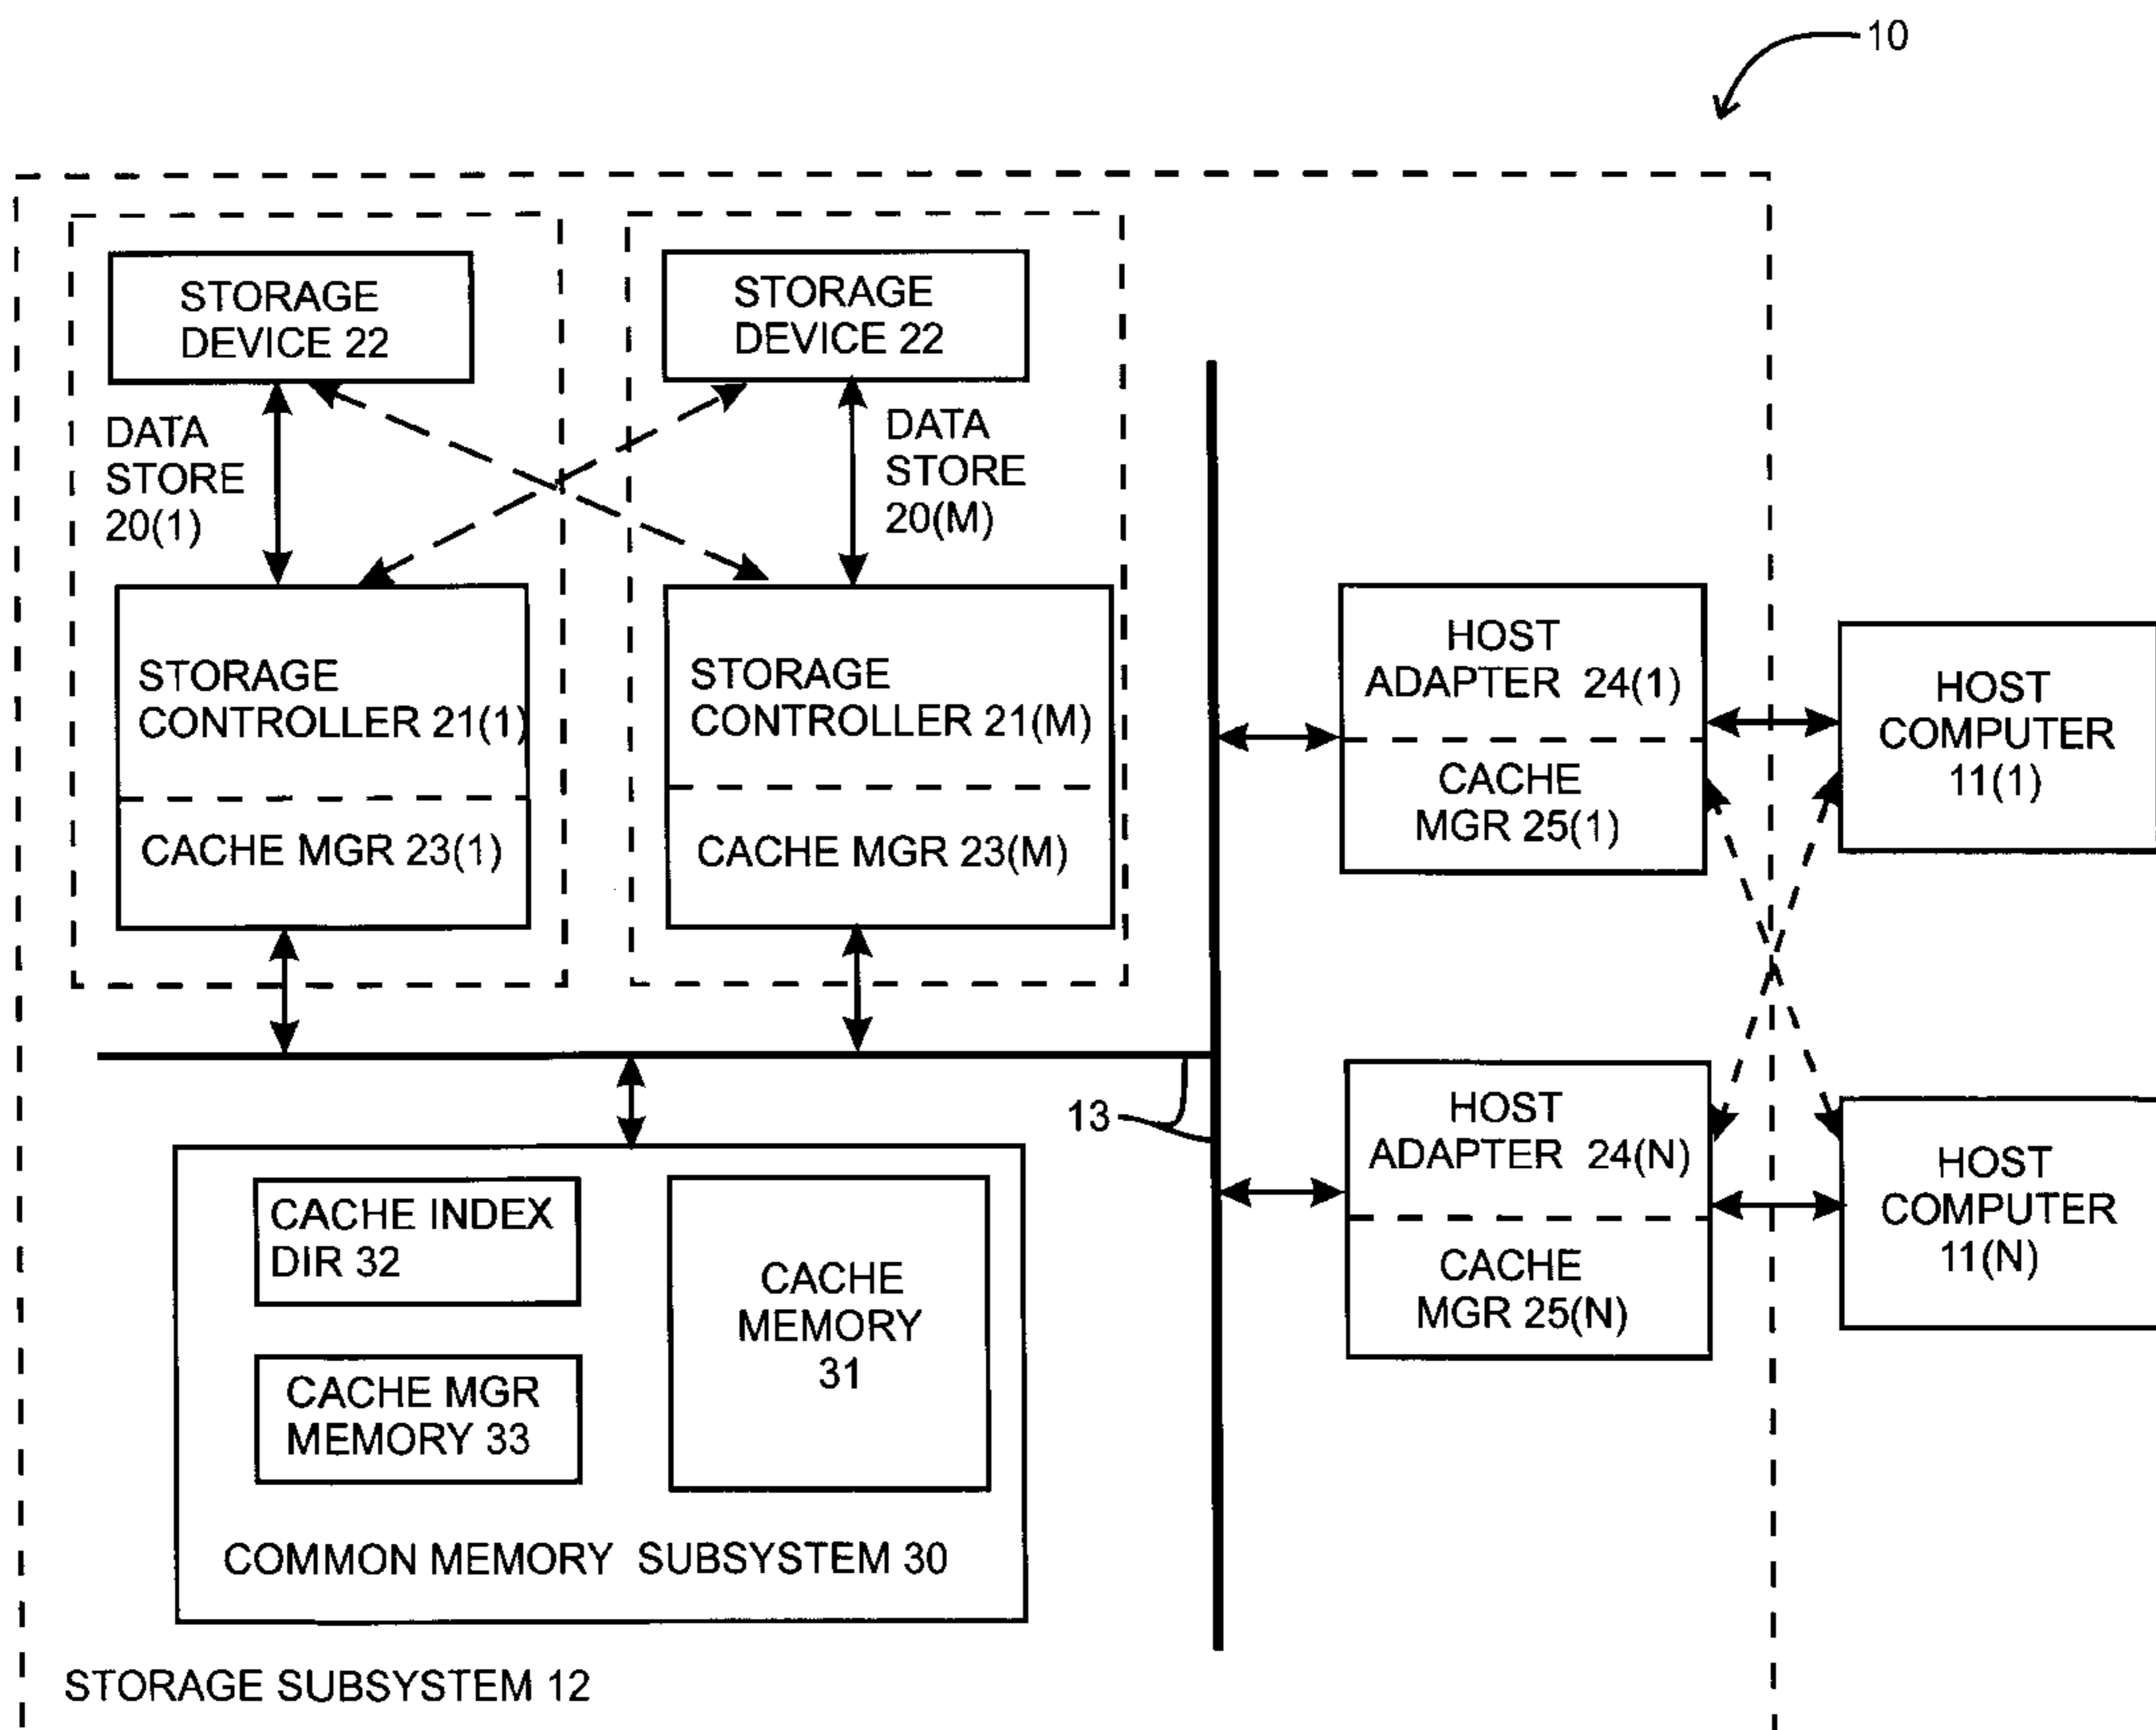 10
STORAGE
DEVICE 22
STORAGE
DEVICE 22
DATA
STORE
20(1)
DATA
STORE
20(M)
STORAGE
CONTROLLER 21(1)
CACHE MGR 23(1)
STORAGE
CONTROLLER 21(M)
CACHE MGR 23(M)
HOST
ADAPTER 24(1)
CACHE
MGR 25(1)
HOST
COMPUTER
11(1)
13
HOST
ADAPTER 24(N)
CACHE
MGR 25(N)
HOST
COMPUTER
11(N)
CACHE INDEX
DIR 32
CACHE MGR
MEMORY 33
CACHE
MEMORY
31
COMMON MEMORY SUBSYSTEM 30
STORAGE SUBSYSTEM 12